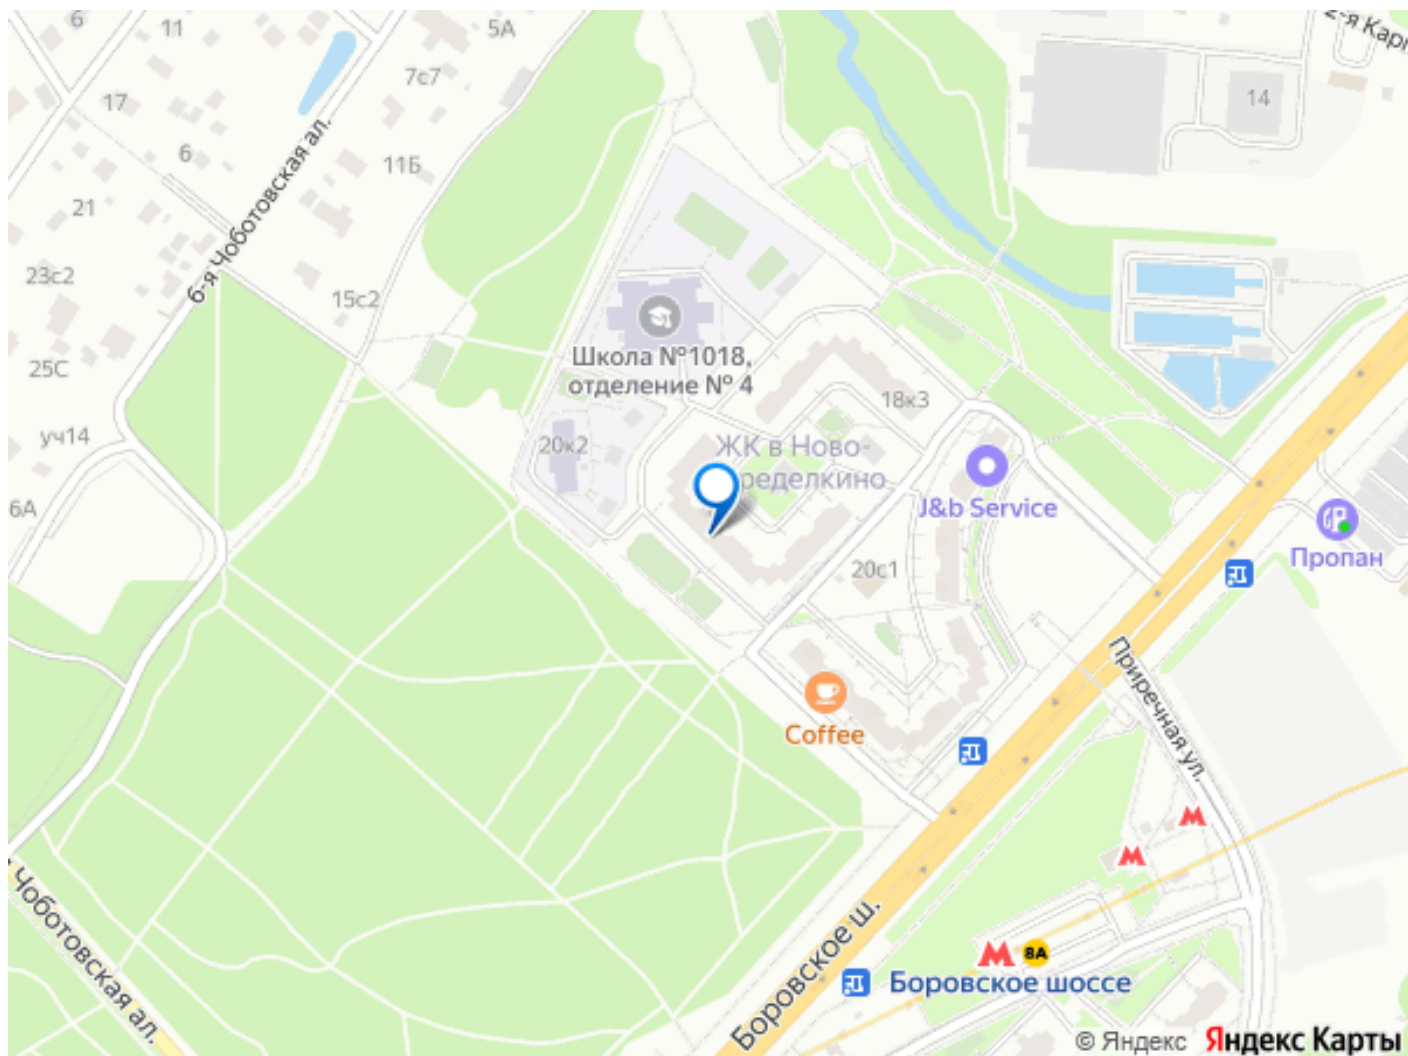 6
11
5А
2-я Карп
7с7
17
14
6
11Б
6-я Чоботовская ал.
21
23с2
15с2
Школа №1018,
отделение № 4
25С
18к3
уч14
20к2
ЖК в Ново-
ределкино
J&b Service
6А
Пропан
20с1
Приречная ул.
Coffee
Чоботовская ал.
Боровское ш.
М
М
М 8А
Боровское шоссе
© Яндекс Яндекс Карты